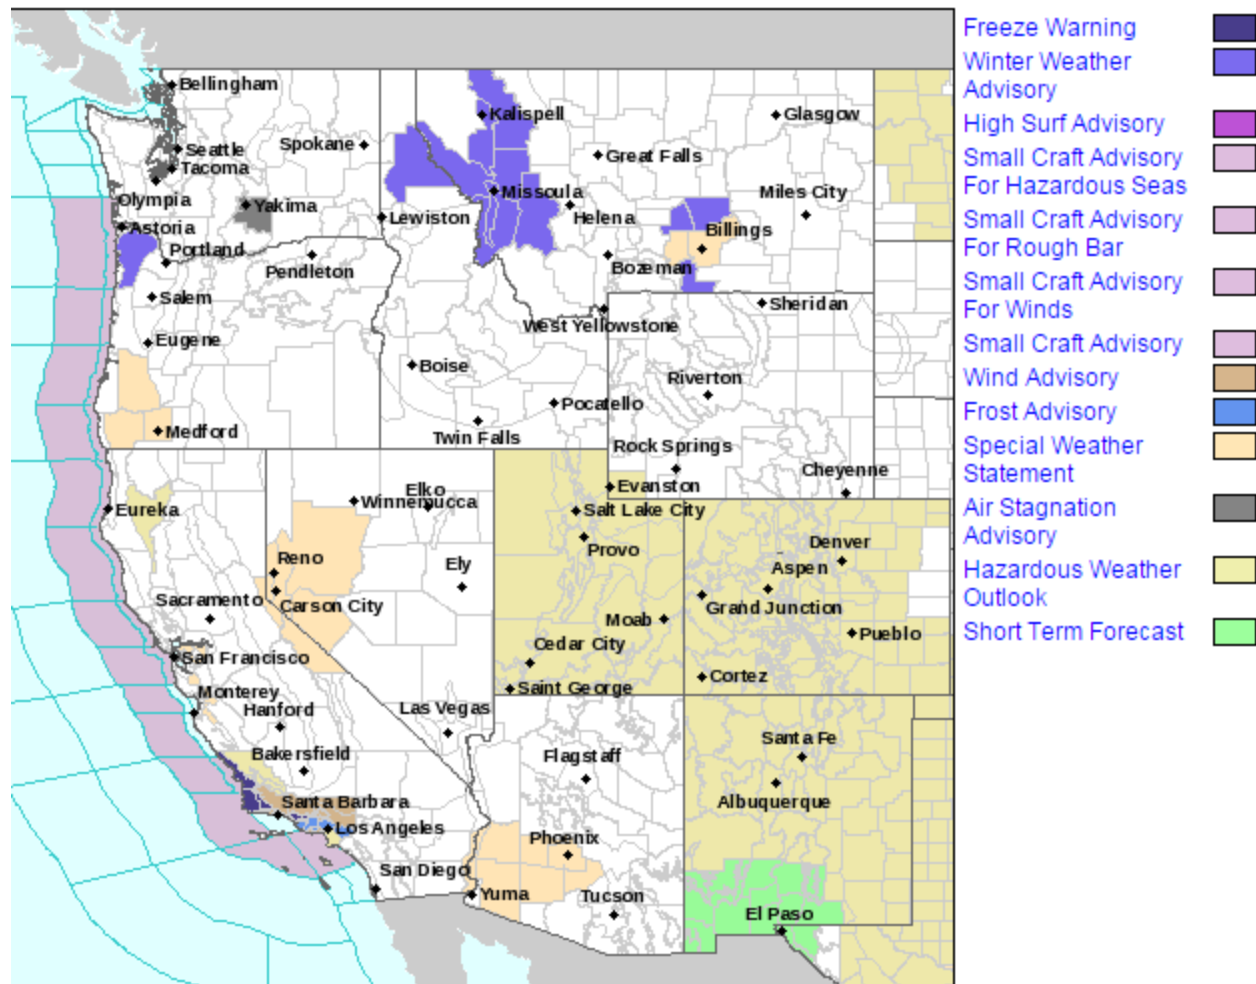 Bellingham
Kalispell
Glasgow
Spokane
Seattle
Great Falls
Tacoma
Missoula
Miles City
Olympia
Yakima
Helena
Lewiston
Astoria
Billings
Portland
Pendleton
Bozeman
Salem
Sheridan
West Yellowstone
Eugene
Boise
Riverton
Pocatello
Medford
Twin Falls
Rock Springs
Cheyenne
Elko
Evanston
Winnemucca
Eureka
Salt Lake City
Provo
Denver
Reno
Ely
Aspen
Sacramento
Carson City
Grand Junction
Moab
Pueblo
Cedar City
San Francisco
Cortez
Saint George
Monterey
Hanford
Las Vegas
Santa Fe
Bakersfield
Flagstaff
Santa Barbara
Albuquerque
Los Angeles
Phoenix
San Diego
Yuma
Tucson
El Paso
Freeze Warning
Winter Weather
Advisory
High Surf Advisory
Small Craft Advisory
For Hazardous Seas
Small Craft Advisory
For Rough Bar
Small Craft Advisory
For Winds
Small Craft Advisory
Wind Advisory
Frost Advisory
Special Weather
Statement
Air Stagnation
Advisory
Hazardous Weather
Outlook
Short Term Forecast